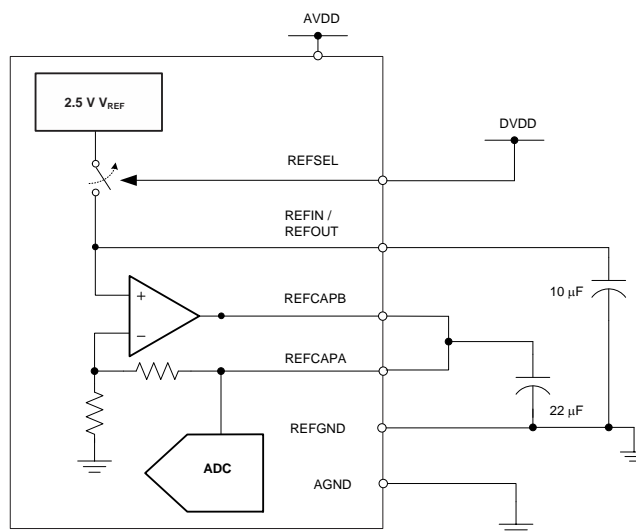 AVDD
2.5 V VREF
DVDD
REFSEL
REFIN /
REFOUT
10 μF
+
REFCAPB
−
REFCAPA
22 μF
REFGND
ADC
AGND